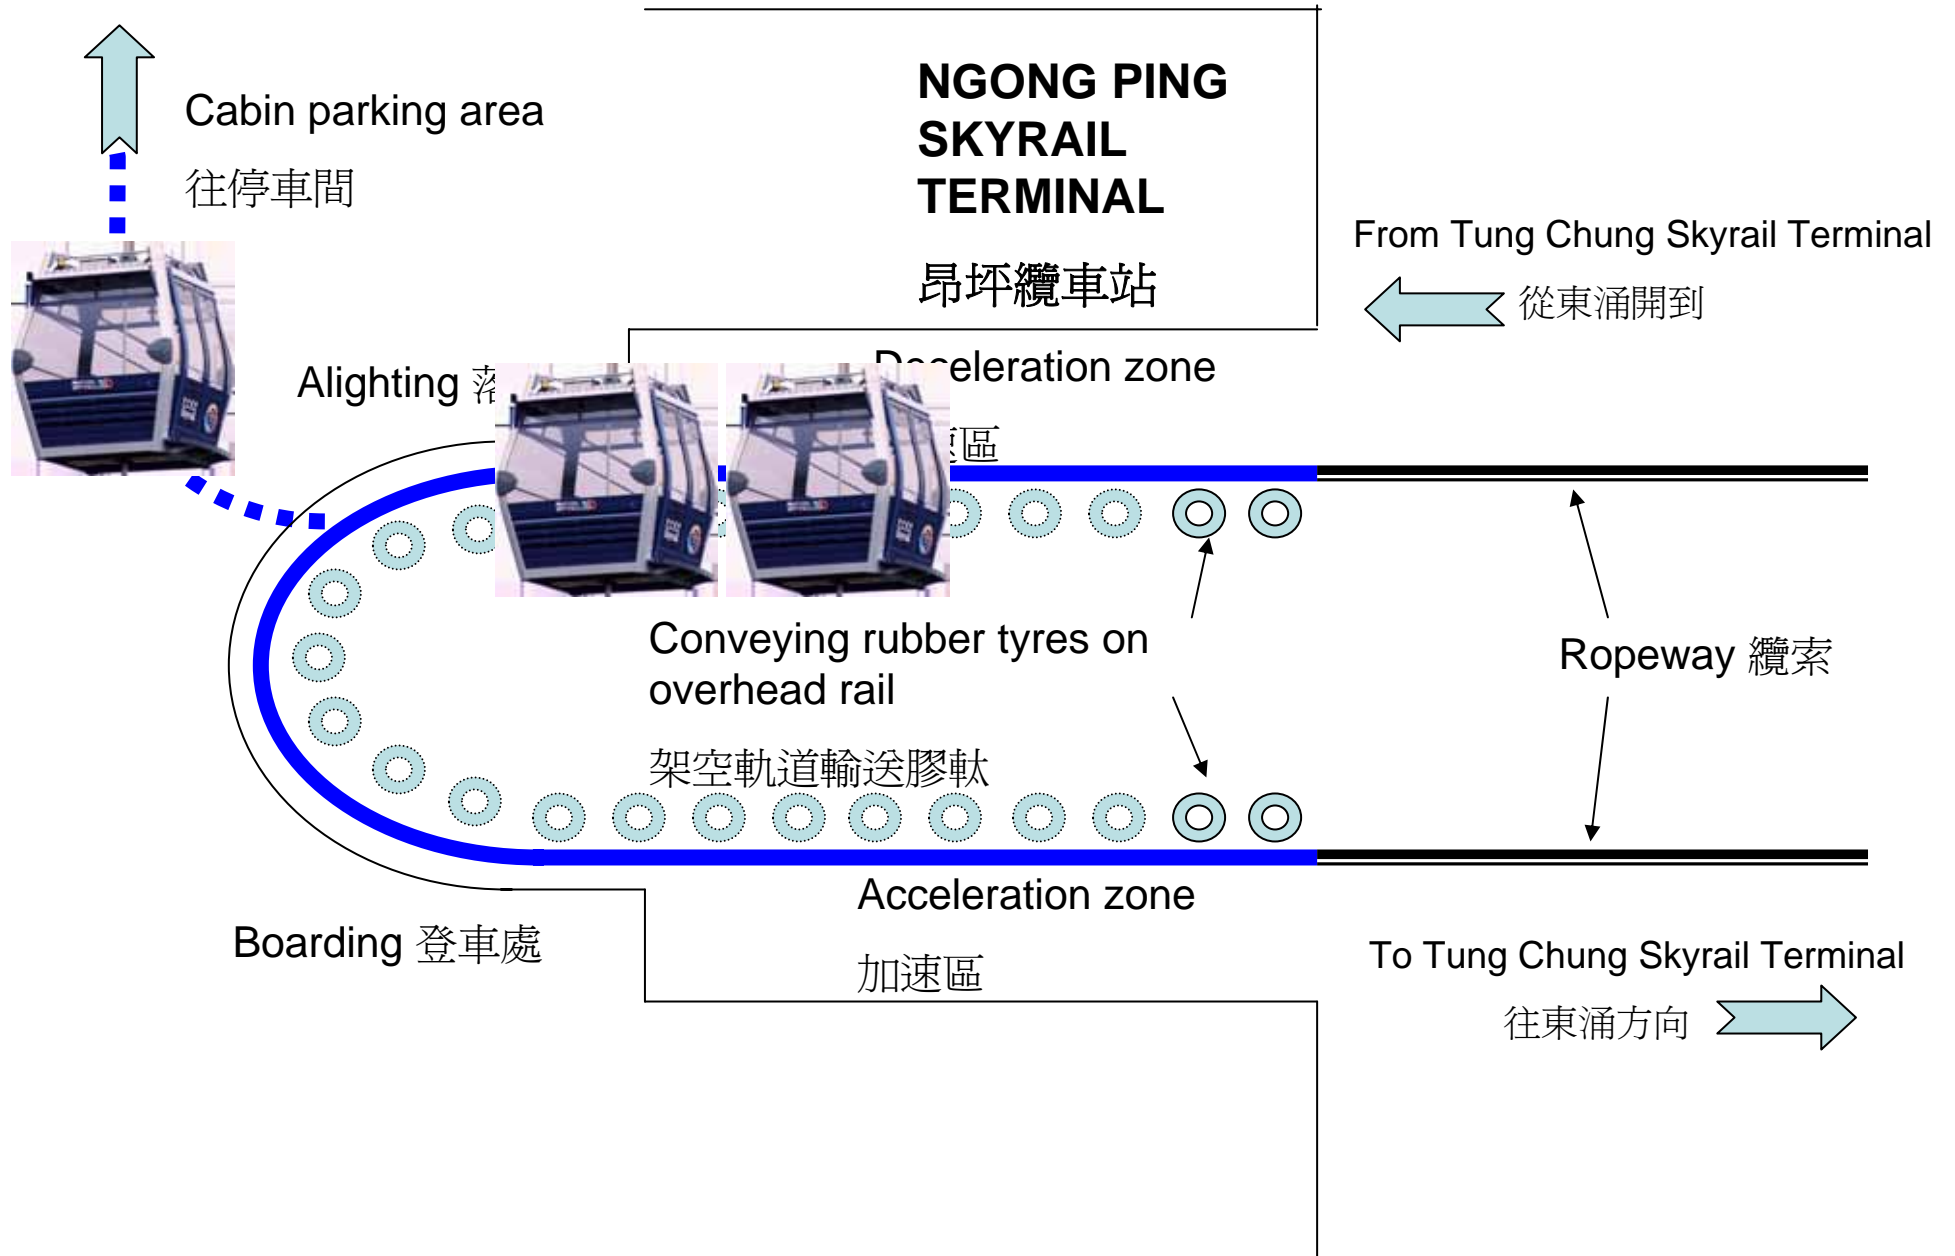 Cabin parking area
往停車間
NGONG PING
SKYRAIL
TERMINAL
昂坪纜車站
From Tung Chung Skyrail Terminal
從東涌開到
Alighting
zone
速區
Conveying rubber tyres on
overhead rail
架空軌道輸送膠軚
Ropeway 纜索
Acceleration zone
加速區
Boarding 登車處
To Tung Chung Skyrail Terminal
往東涌方向